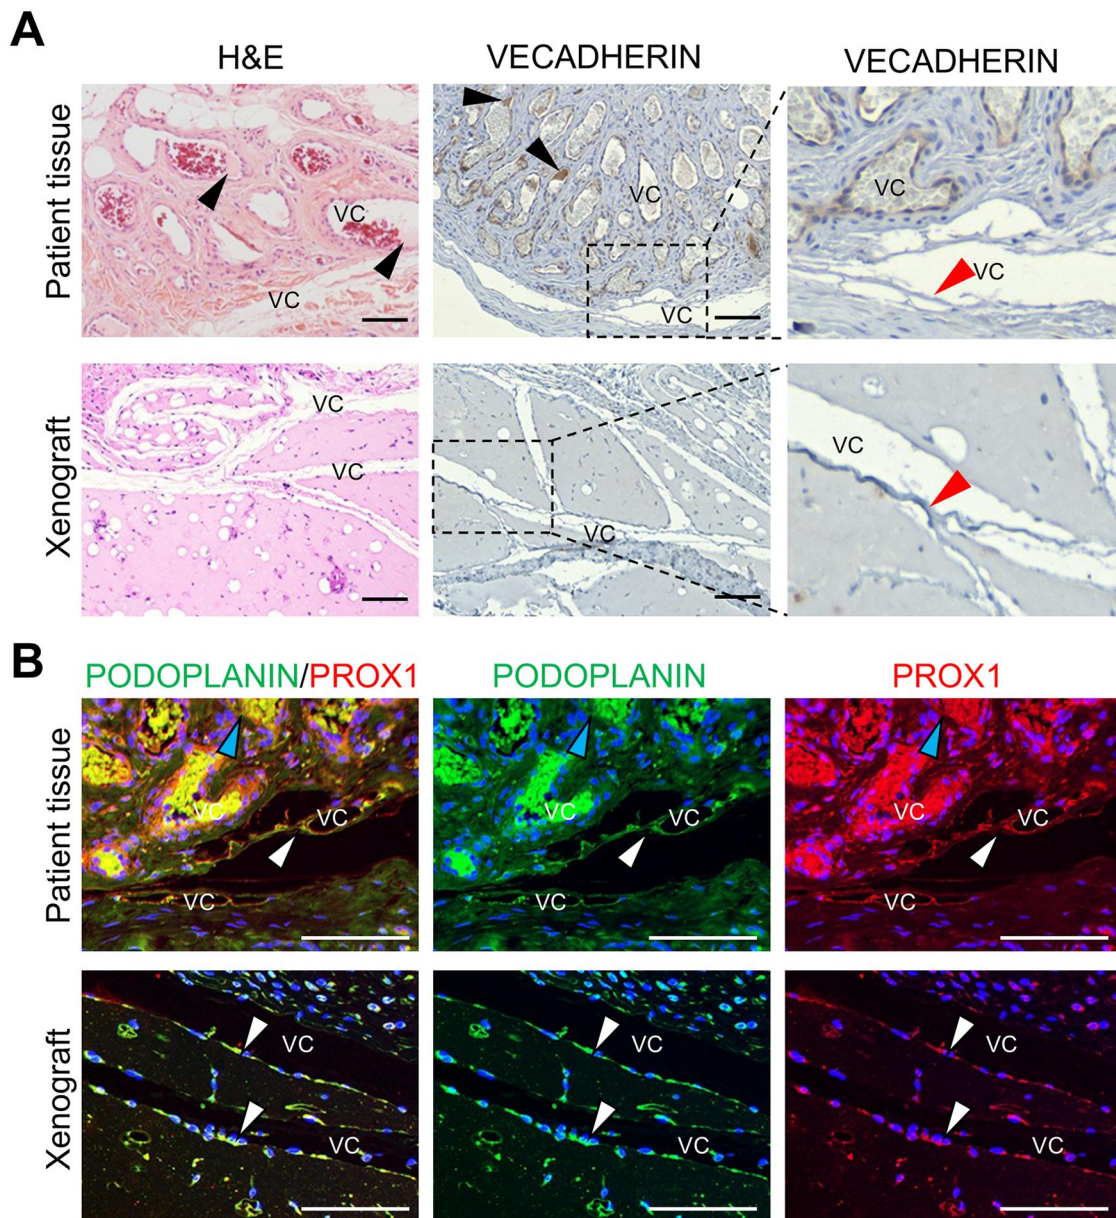 A
H&E
VECADHERIN
VECADHERIN
Patient tissue
VC
VC
VC
VC
VC
VC
Xenograft
VC
VC
VC
VC
B
PODOPLANIN/PROX1
PODOPLANIN
PROX1
Patient tissue
VC
VC
VC
VC
VC
VC
VC
VC
VC
Xenograft
VC
VC
VC
VC
VC
VC